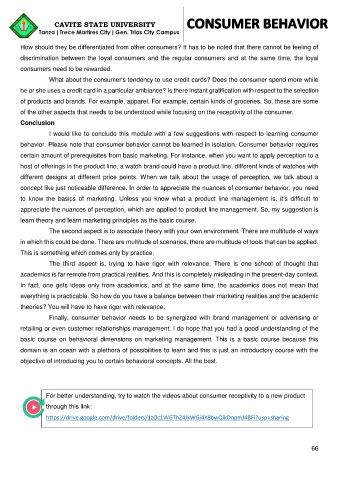 CAVITE STATE UNIVERSITY
Tanza | Trece Martires City | Gen. Trias City Campus
CONSUMER BEHAVIOR
How should they be differentiated from other consumers? It has to be noted that there cannot be feeling of
discrimination between the loyal consumers and the regular consumers and at the same time, the loyal
consumers need to be rewarded.
What about the consumer's tendency to use credit cards? Does the consumer spend more while
he or she uses a credit card in a particular ambiance? Is there instant gratification with respect to the selection
of products and brands. For example, apparel. For example, certain kinds of groceries. So, these are some
of the other aspects that needs to be understood while focusing on the receptivity of the consumer.
Conclusion
I would like to conclude this module with a few suggestions with respect to learning consumer
behavior. Please note that consumer behavior cannot be learned in isolation. Consumer behavior requires
certain amount of prerequisites from basic marketing. For instance, when you want to apply perception to a
host of offerings in the product line, a watch brand could have a product line, different kinds of watches with
different designs at different price points. When we talk about the usage of perception, we talk about a
concept like just noticeable difference. In order to appreciate the nuances of consumer behavior, you need
to know the basics of marketing. Unless you know what a product line management is, it's difficult to
appreciate the nuances of perception, which are applied to product line management. So, my suggestion is
learn theory and learn marketing principles as the basic course.
The second aspect is to associate theory with your own environment. There are multitude of ways
in which this could be done. There are multitude of scenarios, there are multitude of tools that can be applied.
This is something which comes only by practice.
The third aspect is, trying to have rigor with relevance. There is one school of thought that
academics is far remote from practical realities. And this is completely misleading in the present-day context.
In fact, one gets ideas only from academics, and at the same time, the academics does not mean that
everything is practicable. So how do you have a balance between their marketing realities and the academic
theories? You will have to have rigor with relevance.
Finally, consumer behavior needs to be synergized with brand management or advertising or
retailing or even customer relationships management. I do hope that you had a good understanding of the
basic course on behavioral dimensions on marketing management. This is a basic course because this
domain is an ocean with a plethora of possibilities to learn and this is just an introductory course with the
objective of introducing you to certain behavioral concepts. All the best.
For better understanding, try to watch the videos about consumer receptivity to a new product
through this link:
66